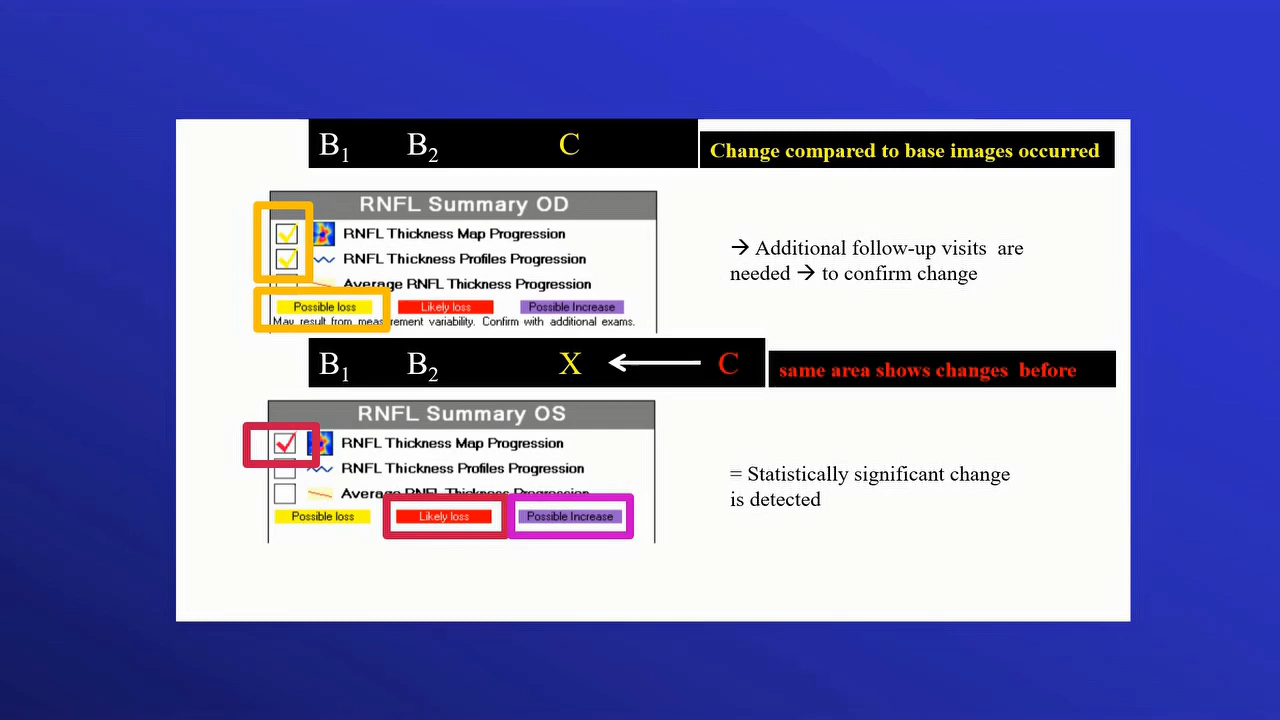 B1 B2 C
Change compared to base images occurred
RNFL Summary OD
RNFL Thickness Map Progression
RNFL Thickness Profiles Progression
Average RNFL Thickness Progression
Possible loss Likely loss Possible Increase
May result from measurement variability. Confirm with additional exams.
→ Additional follow-up visits are
needed → to confirm change
B1 B2 X ← C
same area shows changes before
RNFL Summary OS
RNFL Thickness Map Progression
RNFL Thickness Profiles Progression
Average RNFL Thickness Progression
Possible loss Likely loss Possible Increase
= Statistically significant change
is detected